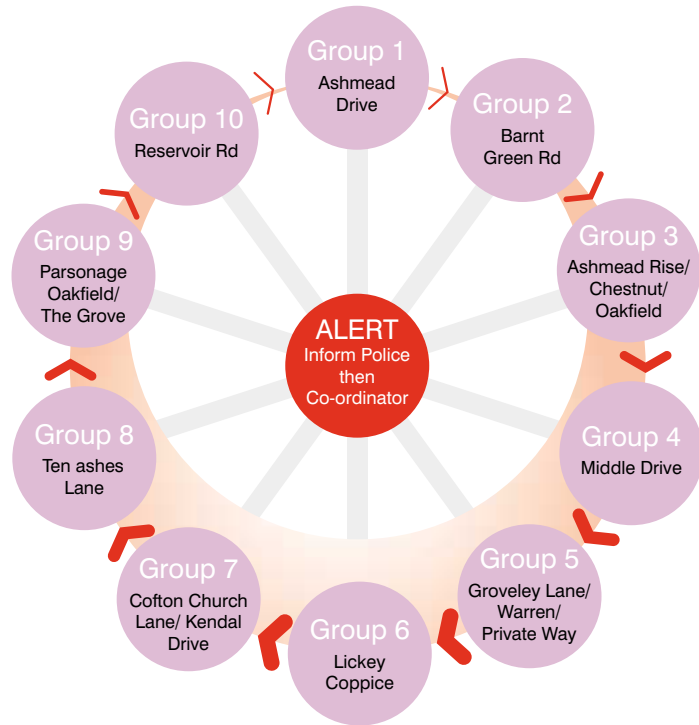 Group 1
Ashmead
Drive
Group 2
Barnt
Green Rd
Group 3
Ashmead Rise/
Chestnut/
Oakfield
Group 4
Middle Drive
Group 5
Groveley Lane/
Warren/
Private Way
Group 6
Lickey
Coppice
Group 7
Cofton Church
Lane/ Kendal
Drive
Group 8
Ten ashes
Lane
Group 9
Parsonage
Oakfield/
The Grove
Group 10
Reservoir Rd
ALERT
Inform Police
then
Co-ordinator